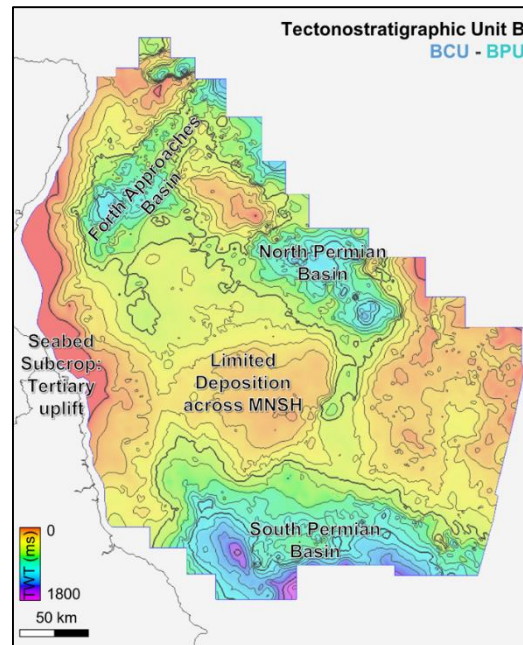 Tectonostratigraphic Unit B
BCU - BPU
Forth Approaches
Basin
North Permian
Basin
Seabed
Subcrop:
Tertiary
uplift
Limited
Deposition
across MNSH
South Permian
Basin
0
TWT (ms)
1800
50 km